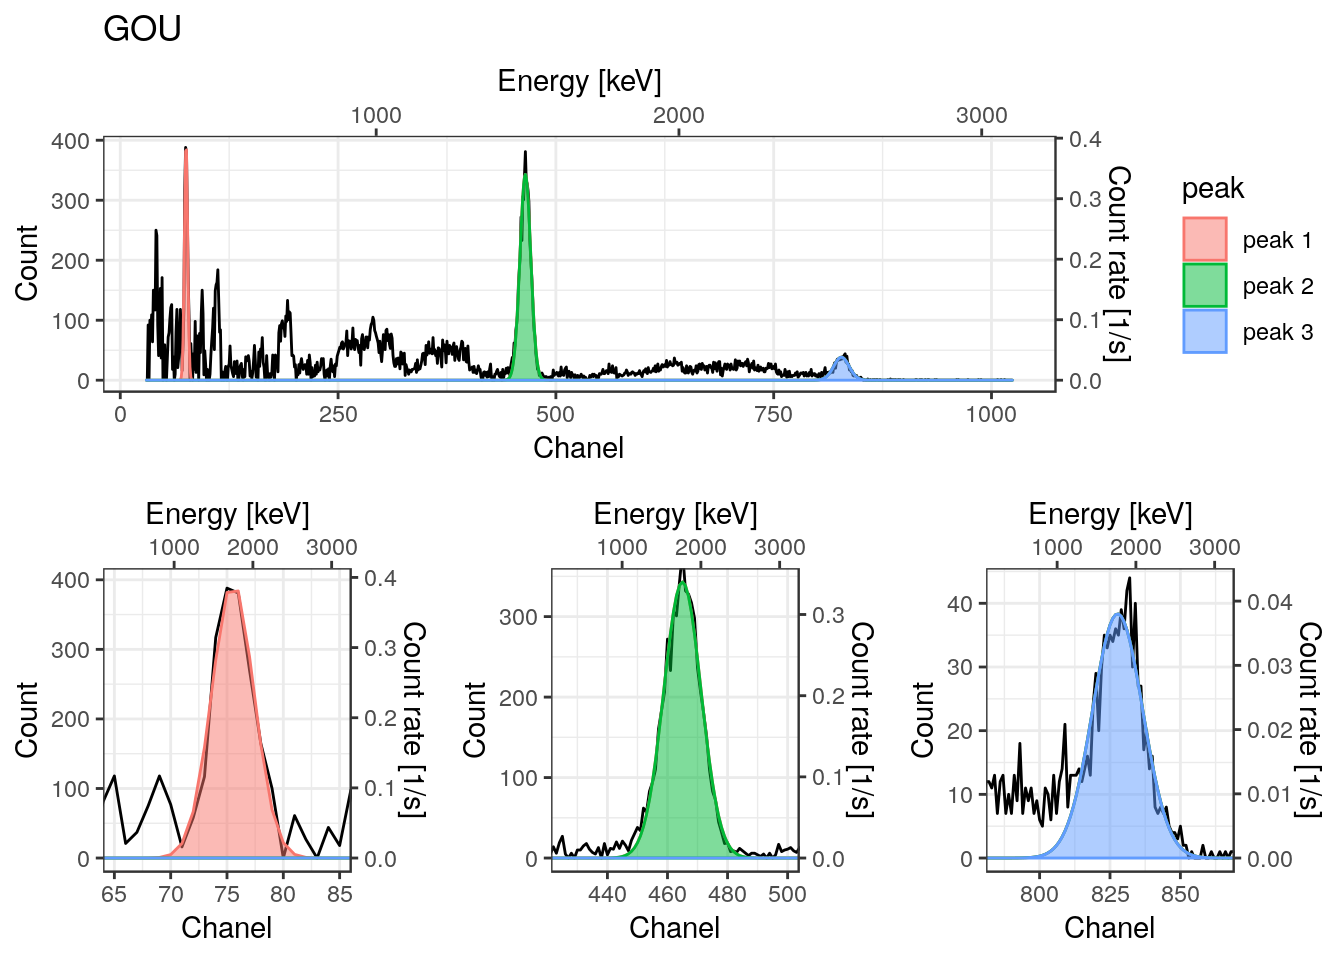 GOU
Energy [keV]
1000 2000 3000
400 300 200 100 0
Count
0.4 0.3 0.2 0.1 0.0
Count rate [1/s]
0 250 500 750 1000
Chanel
peak
peak 1
peak 2
peak 3
Energy [keV]
1000 2000 3000
400 300 200 100 0
Count
0.4 0.3 0.2 0.1 0.0
Count rate [1/s]
65 70 75 80 85
Chanel
Energy [keV]
1000 2000 3000
300 200 100 0
Count
0.3 0.2 0.1 0.0
Count rate [1/s]
440 460 480 500
Chanel
Energy [keV]
1000 2000 3000
40 30 20 10 0
Count
0.04 0.03 0.02 0.01 0.00
Count rate [1/s]
800 825 850
Chanel